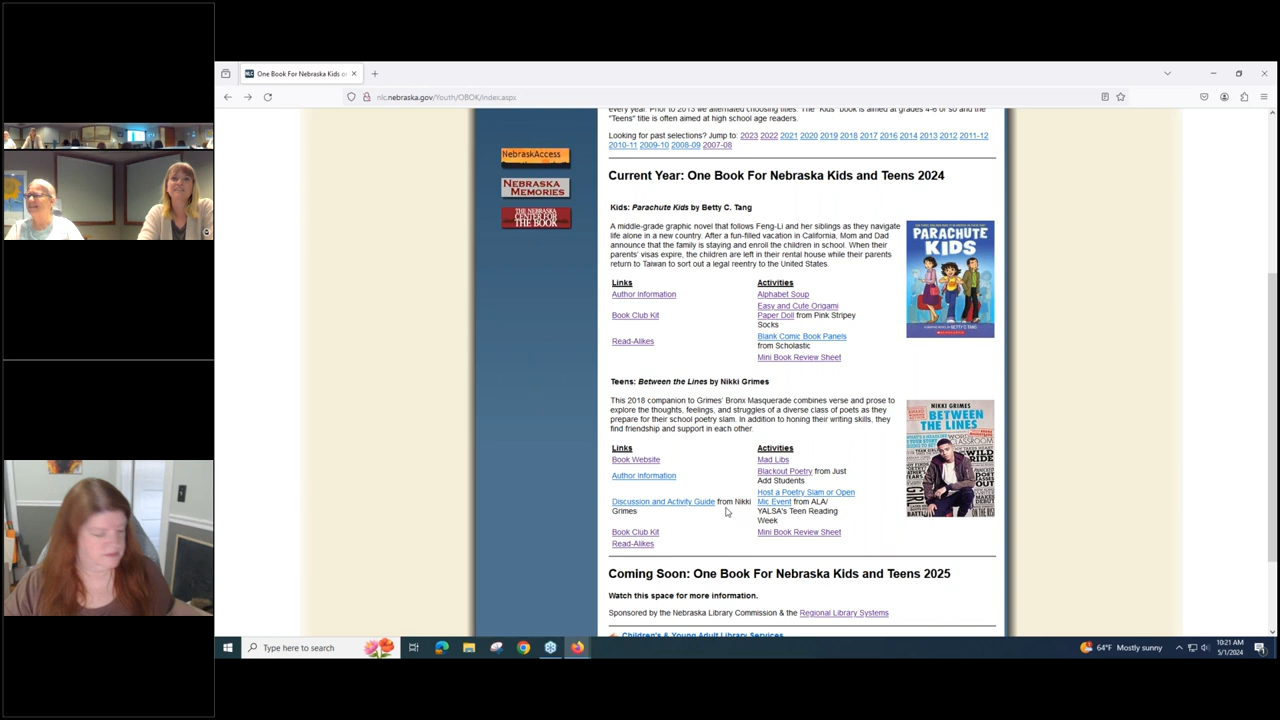 One Book For Nebraska Kids o
nlc.nebraska.gov/Youth/OBOK/index.aspx
every year. Prior to 2013 we alternated choosing titles. The "Kids" book is aimed at grades 4-6 or so and the
"Teens" title is often aimed at high school age readers.
Looking for past selections? Jump to: 2023 2022 2021 2020 2019 2018 2017 2016 2014 2013 2012 2011-12
2010-11 2009-10 2008-09 2007-08
NebraskAccess
NEBRASKA
MEMORIES
THE NEBRASKA
CENTER FOR
THE BOOK
Current Year: One Book For Nebraska Kids and Teens 2024
Kids: Parachute Kids by Betty C. Tang
A middle-grade graphic novel that follows Feng-Li and her siblings as they navigate
life alone in a new country. After a fun-filled vacation in California, Mom and Dad
announce that the family is staying and enroll the children in school. When their
parents' visas expire, the children are left in their rental house while their parents
return to Taiwan to sort out a legal reentry to the United States.
PARACHUTE
KIDS
Links
Author Information
Book Club Kit
Read-Alikes
Activities
Alphabet Soup
Easy and Cute Origami
Paper Doll from Pink Stripey
Socks
Blank Comic Book Panels
from Scholastic
Mini Book Review Sheet
Teens: Between the Lines by Nikki Grimes
This 2018 companion to Grimes' Bronx Masquerade combines verse and prose to
explore the thoughts, feelings, and struggles of a diverse class of poets as they
prepare for their school poetry slam. In addition to honing their writing skills, they
find friendship and support in each other.
NIKKI GRIMES
BETWEEN
THE LINES
WORD
CLASSROOM
WILD
RIDE
Links
Book Website
Author Information
Discussion and Activity Guide from Nikki
Grimes
Book Club Kit
Read-Alikes
Activities
Mad Libs
Blackout Poetry from Just
Add Students
Host a Poetry Slam or Open
Mic Event from ALA/
YALSA's Teen Reading
Week
Mini Book Review Sheet
Coming Soon: One Book For Nebraska Kids and Teens 2025
Watch this space for more information.
Sponsored by the Nebraska Library Commission & the Regional Library Systems
Children's & Young Adult Library Services
Type here to search
64°F Mostly sunny
10:21 AM
5/1/2024